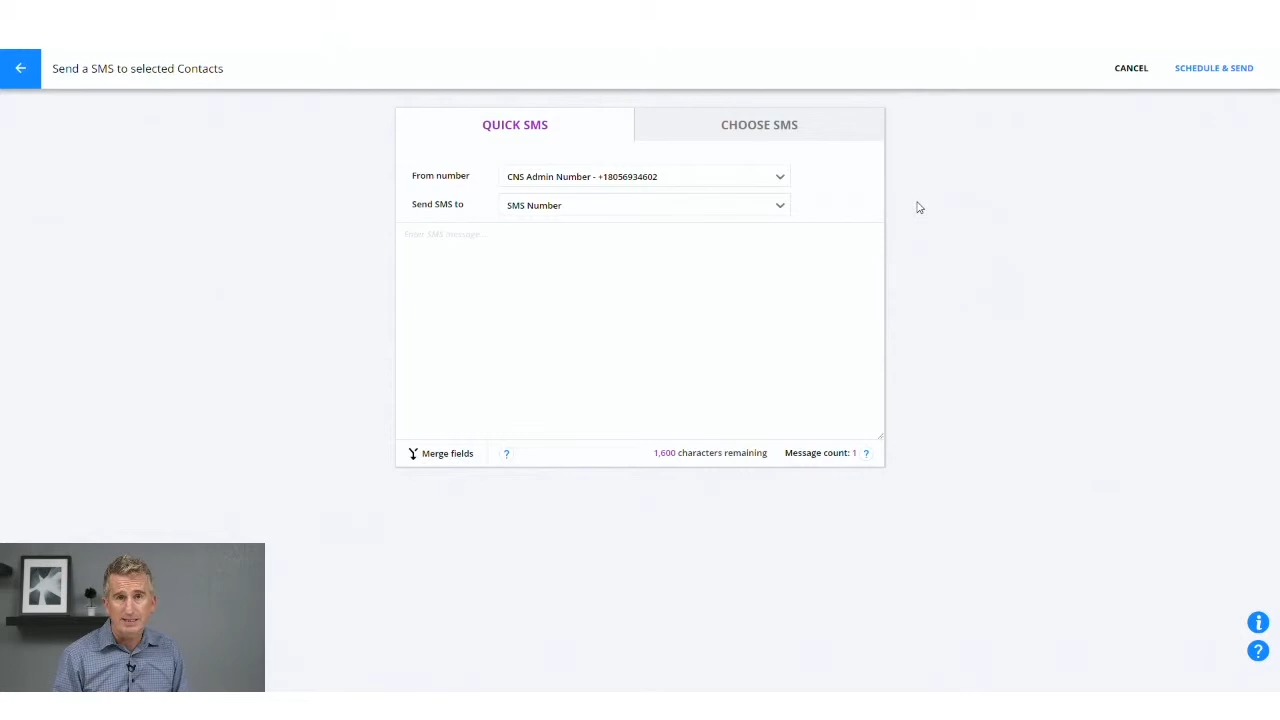 Send a SMS to selected Contacts
CANCEL
SCHEDULE & SEND
QUICK SMS
CHOOSE SMS
From number
CNS Admin Number - +18056934602
Send SMS to
SMS Number
Enter SMS message...
Merge fields
?
1,600 characters remaining
Message count: 1
?
i
?